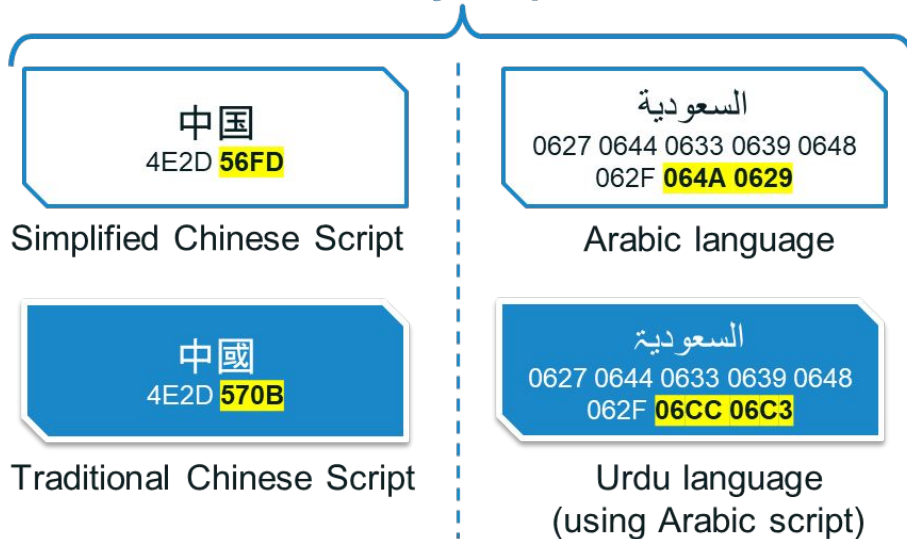 中国
4E2D 56FD
Simplified Chinese Script
中國
4E2D 570B
Traditional Chinese Script
السعودية
0627 0644 0633 0639 0648
062F 064A 0629
Arabic language
السعودیۃ
0627 0644 0633 0639 0648
062F 06CC 06C3
Urdu language
(using Arabic script)